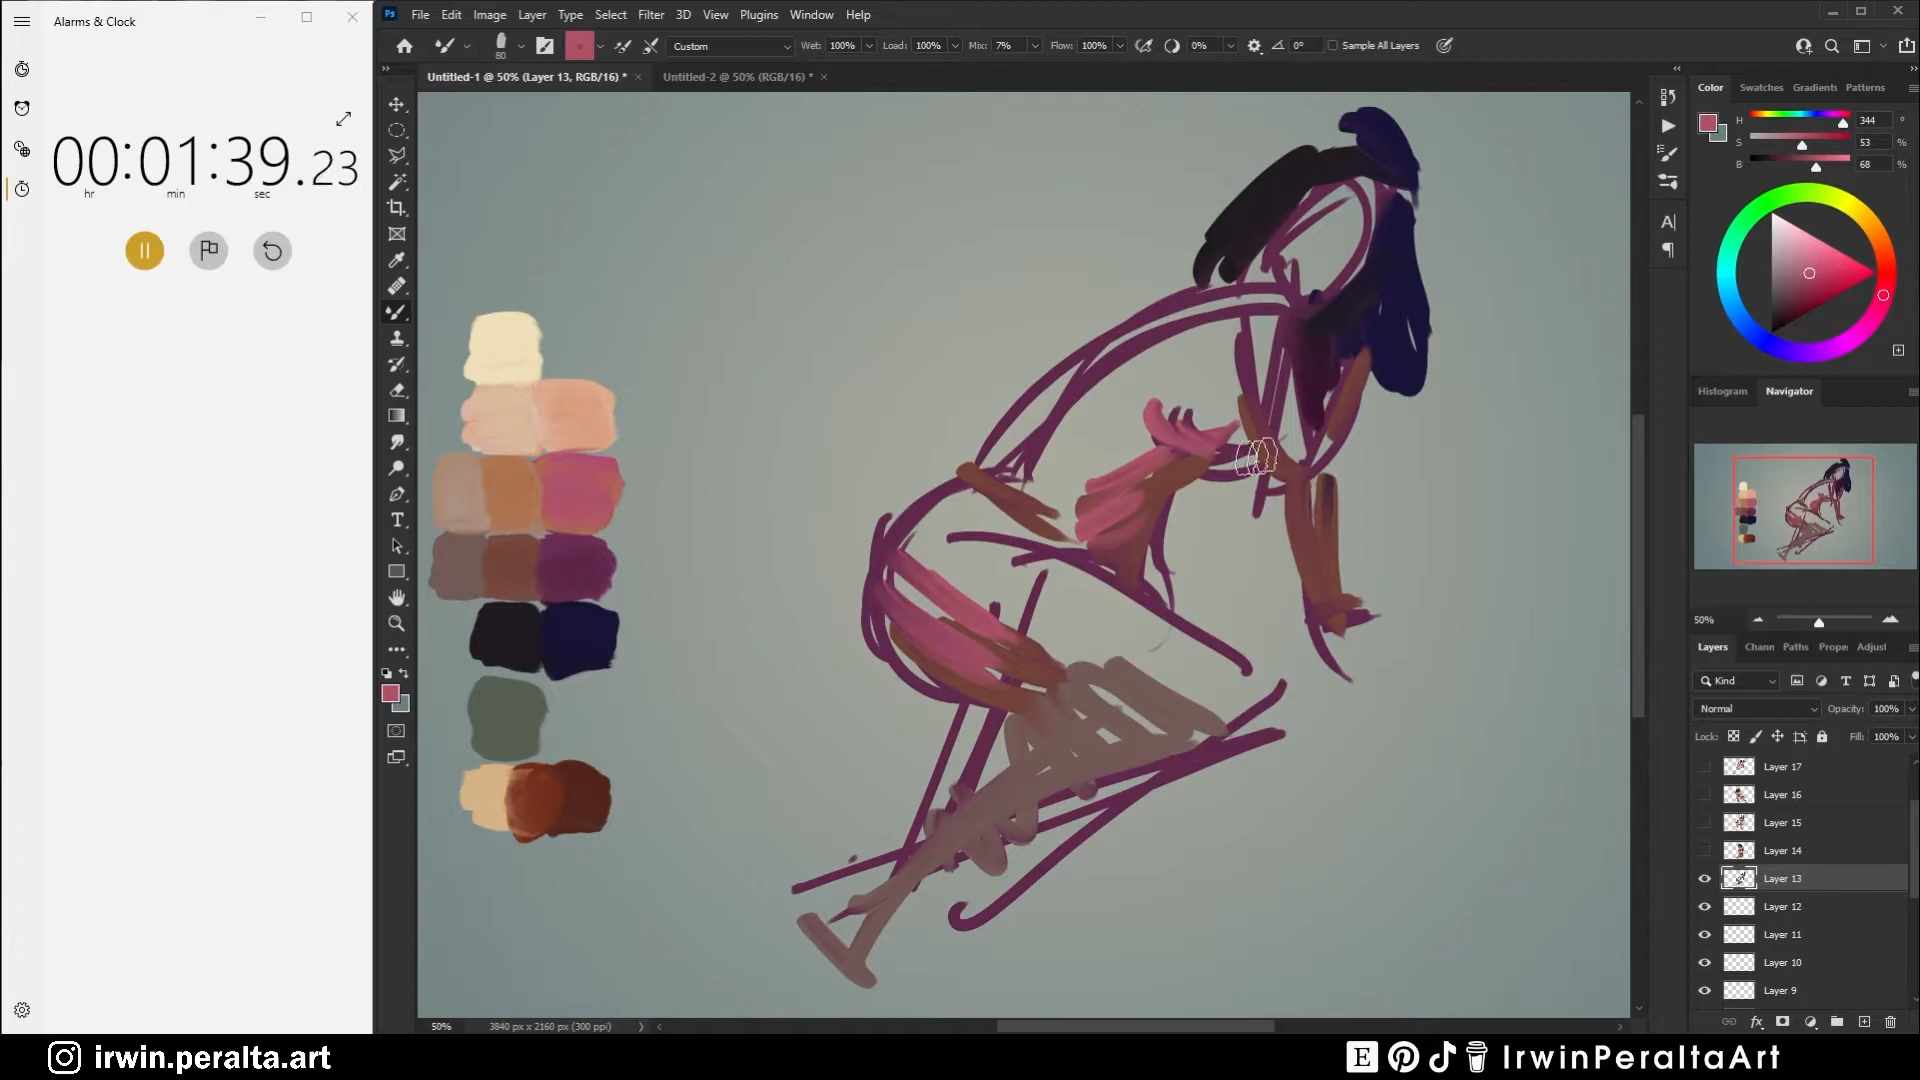 Alarms & Clock
00:01:39.23
hr min sec
Ps File Edit Image Layer Type Select Filter 3D View Plugins Window Help
80 Custom Wet: 100% Load: 100% Mix: 7% Flow: 100% 0% 0° Sample All Layers
Untitled-1 @ 50% (Layer 13, RGB/16) * × Untitled-2 @ 50% (RGB/16) * ×
Color Swatches Gradients Patterns
H 344 °
S 53 %
B 68 %
Histogram Navigator
50%
Layers Chann Paths Prope Adjust
Kind
Normal Opacity: 100%
Lock: Fill: 100%
Layer 17
Layer 16
Layer 15
Layer 14
Layer 13
Layer 12
Layer 11
Layer 10
Layer 9
50% 3840 px x 2160 px (300 ppi)
irwin.peralta.art
IrwinPeraltaArt